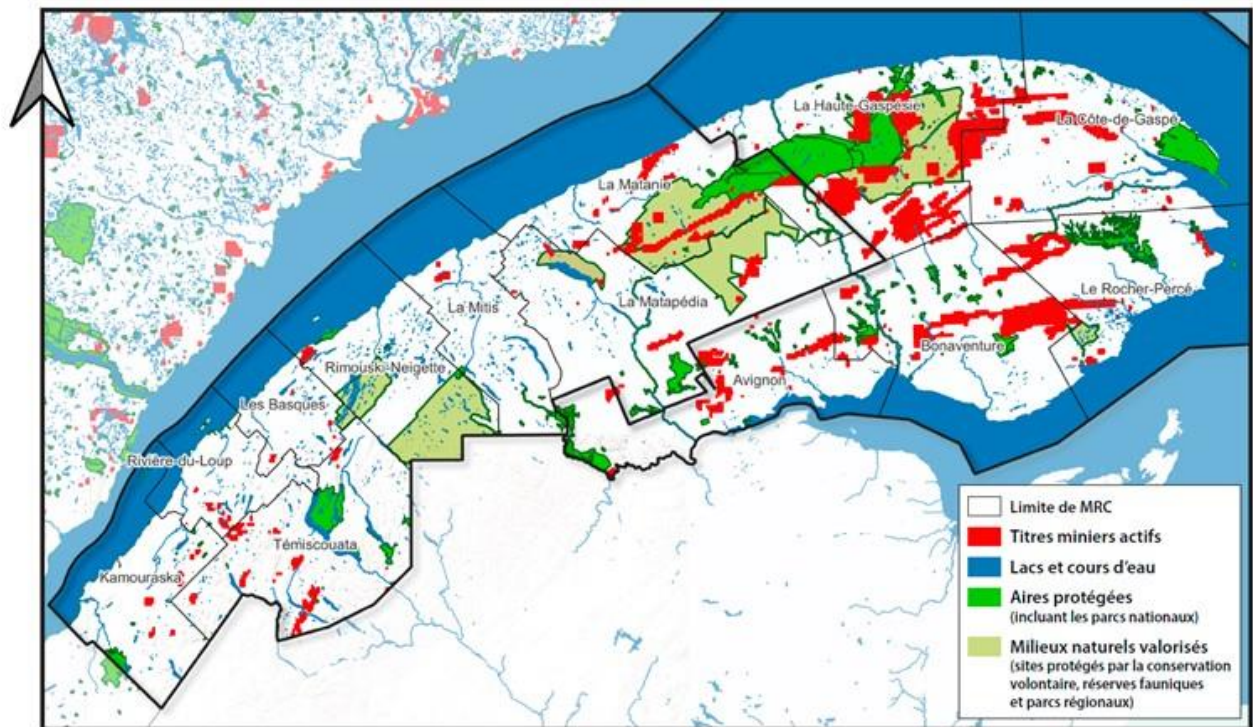 La Haute-Gaspésie
La Côte-de-Gaspé
La Matanie
La Matapédia
La Mitis
Le Rocher-Percé
Bonaventure
Avignon
Rimouski-Neigette
Les Basques
Rivière-du-Loup
Témiscouata
Kamouraska
Limite de MRC
Titres miniers actifs
Lacs et cours d'eau
Aires protégées
(incluant les parcs nationaux)
Milieux naturels valorisés
(sites protégés par la conservation
volontaire, réserves fauniques
et parcs régionaux)